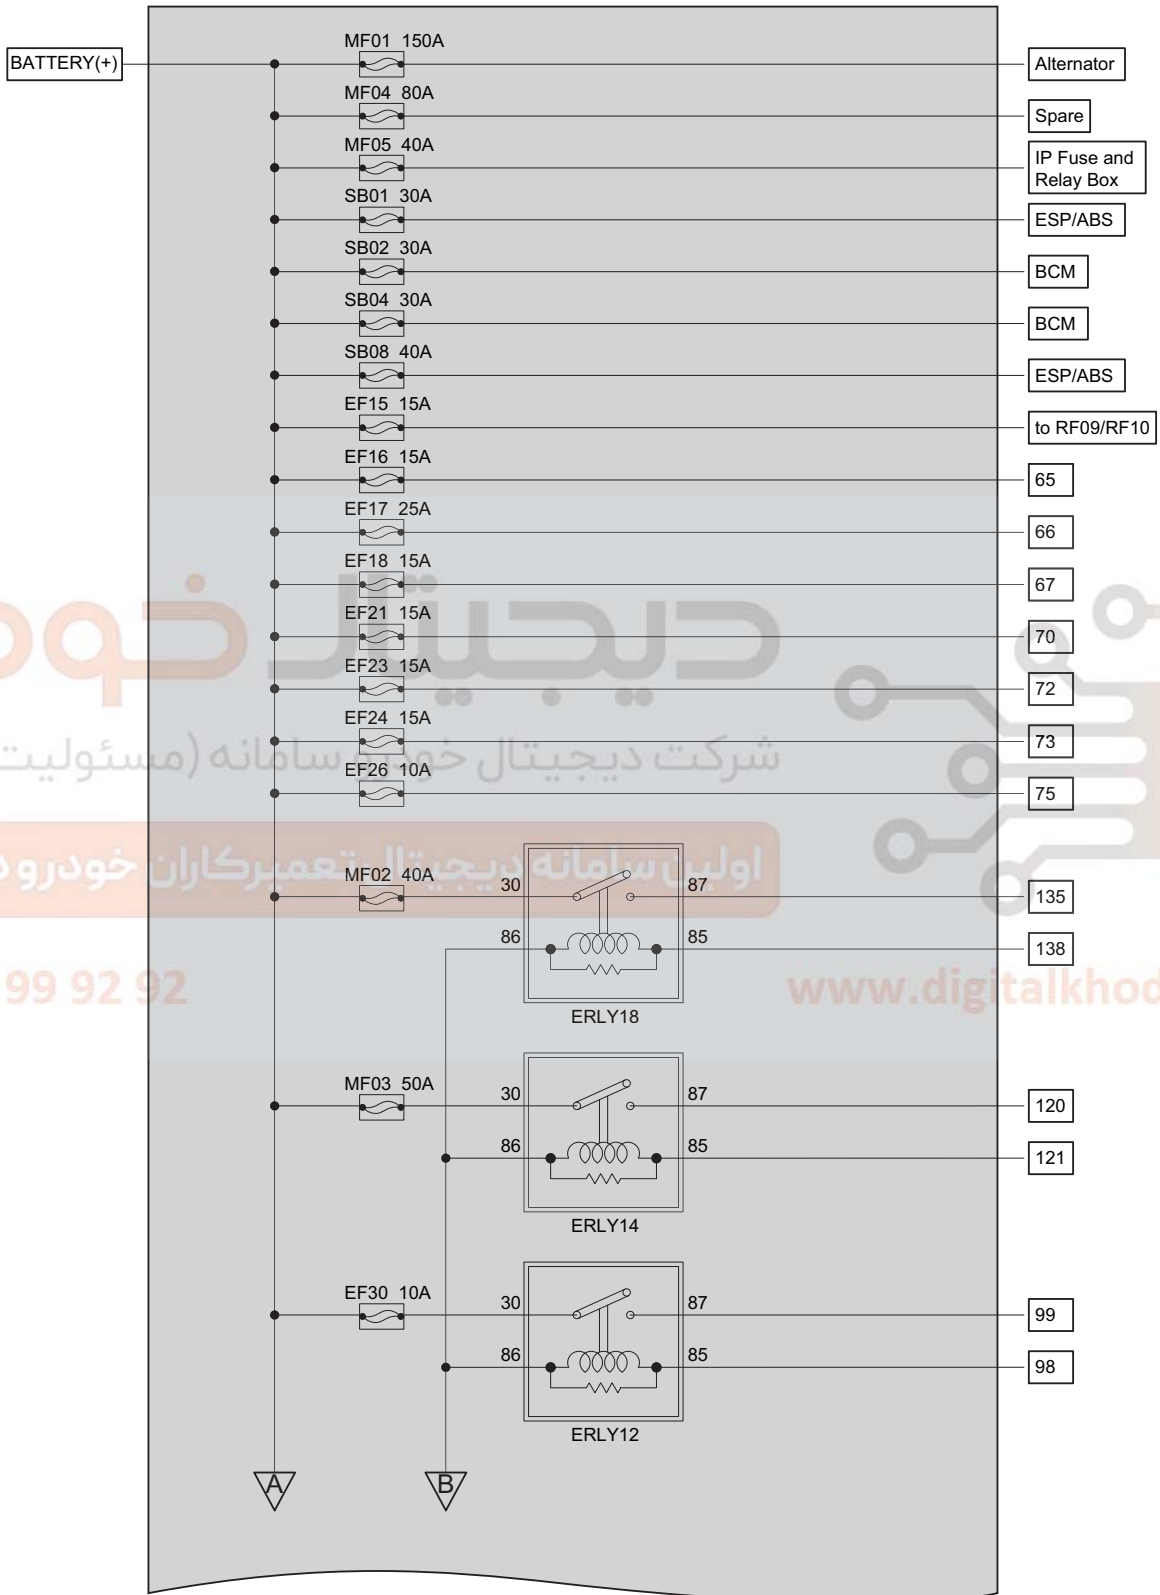 MF01 150A
BATTERY(+)
Alternator
MF04 80A
Spare
MF05 40A
IP Fuse and
Relay Box
SB01 30A
ESP/ABS
SB02 30A
BCM
SB04 30A
BCM
SB08 40A
ESP/ABS
EF15 15A
to RF09/RF10
EF16 15A
65
EF17 25A
66
EF18 15A
67
دیجیتال خود
EF21 15A
70
EF23 15A
72
EF24 15A
73
شرکت دیجیتال خودرو سامانه (مسئولیت
EF26 10A
75
اولین سامانه دیجیتال تعمیرکاران خودرو د
MF02 40A
30
87
135
86
85
138
99 92 92
www.digitalkhod
ERLY18
MF03 50A
30
87
120
86
85
121
ERLY14
EF30 10A
30
87
99
86
85
98
ERLY12
A
B